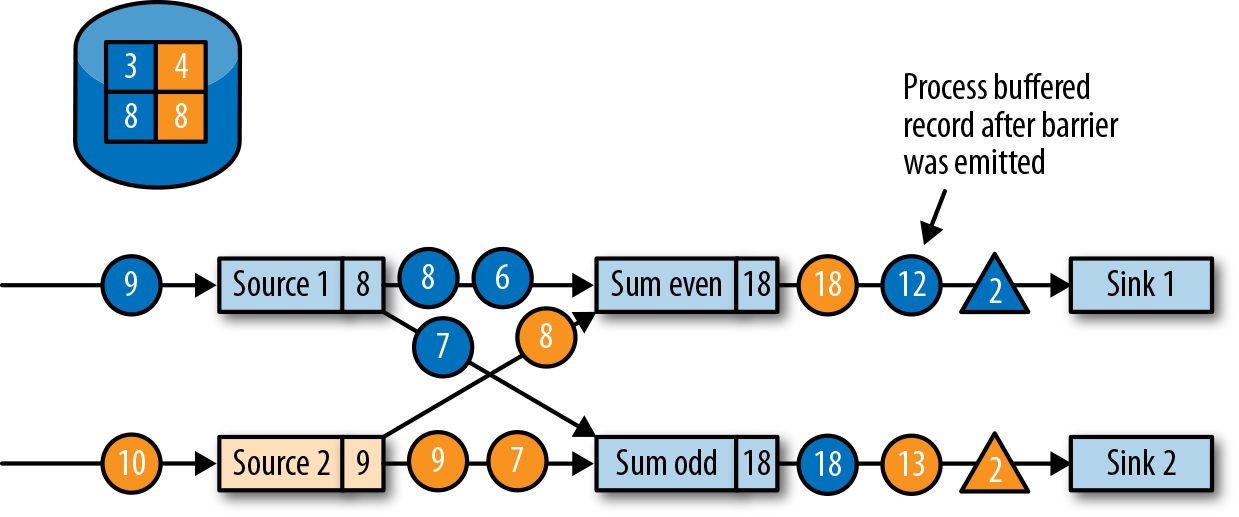 3 4
8 8
Process buffered
record after barrier
was emitted
9 Source 1 8 8 6 Sum even 18 18 12 2 Sink 1
7 8
10 Source 2 9 9 7 Sum odd 18 18 13 2 Sink 2